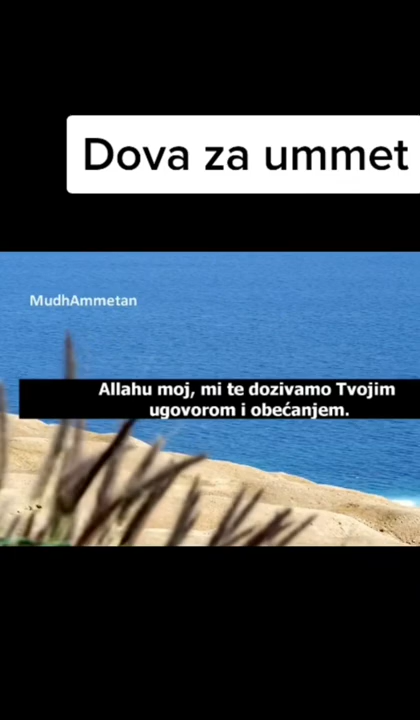 Dova za ummet
MudhAmmetan
Allahu moj, mi te dozivamo Tvojim
ugovorom i obećanjem.